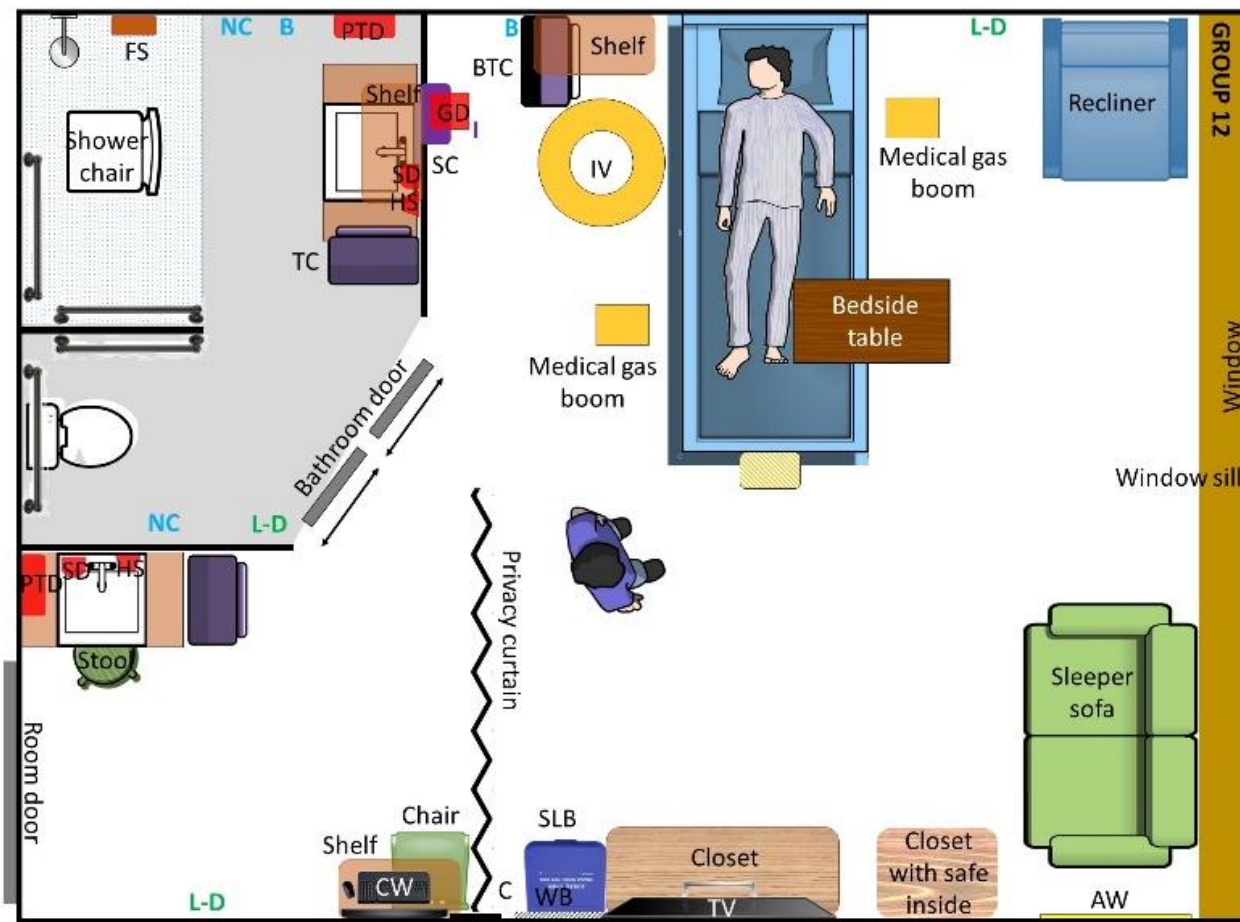 NC
B
PTD
FS
Shelf
Shower
chair
GD
I
SC
SD
HS
TC
B
BTC
Shelf
IV
Medical gas
boom
L-D
Medical gas
boom
Recliner
GROUP 12
Bedside
table
Window
Window sill
Bathroom door
NC
L-D
PTD
SD
HS
Stool
Privacy curtain
Room door
Sleeper
sofa
Chair
Shelf
CW
L-D
C
SLB
WB
Closet
TV
Closet
with safe
inside
AW